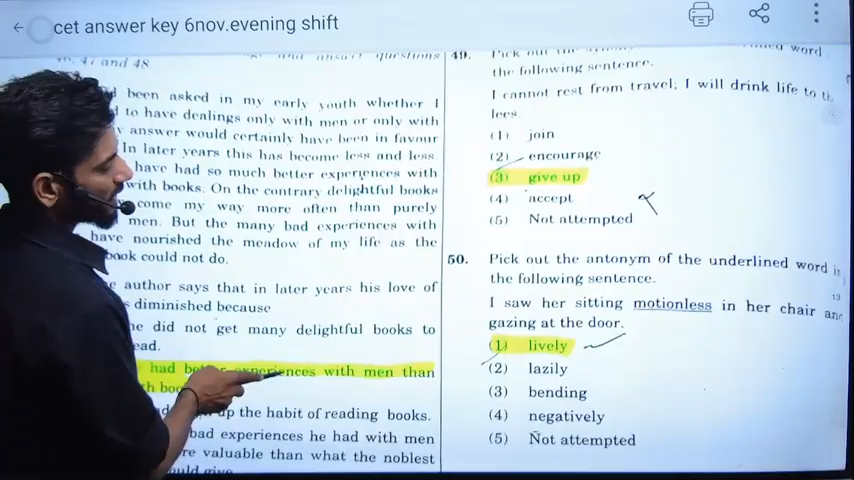 cet answer key 6nov.evening shift
and 48
been asked in my early youth whether I
to have dealings only with men or only with
answer would certainly have been in favour
In later years this has become less and less.
have had so much better experiences with
with books. On the contrary delightful books
come my way more often than purely
men. But the many bad experiences with
have nourished the meadow of my life as the
book could not do.
author says that in later years his love of
diminished because
he did not get many delightful books to
had better experiences with men than
up the habit of reading books.
bad experiences he had with men
valuable than what the noblest
49. Pick out the
the following sentence.
I cannot rest from travel; I will drink life to
lees.
(1) join
(2) encourage
(3) give up
(4) accept
(5) Not attempted
50. Pick out the antonym of the underlined word in
the following sentence.
13
I saw her sitting motionless in her chair and
gazing at the door.
(1) lively
(2) lazily
(3) bending
(4) negatively
(5) Not attempted